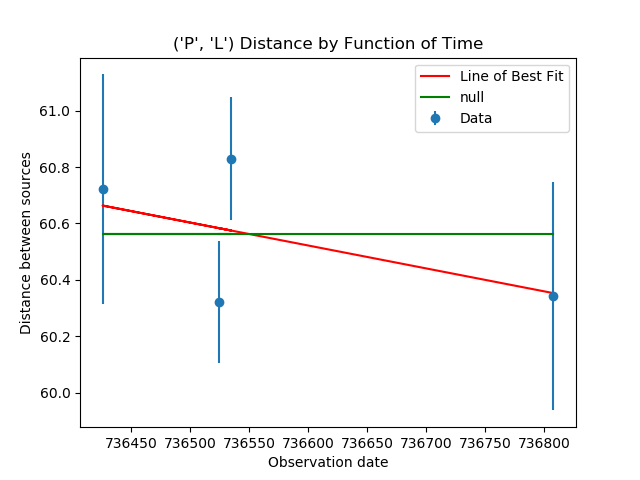 ('P', 'L') Distance by Function of Time
Line of Best Fit
null
Data
Distance between sources
61.0
60.8
60.6
60.4
60.2
60.0
736450 736500 736550 736600 736650 736700 736750 736800
Observation date